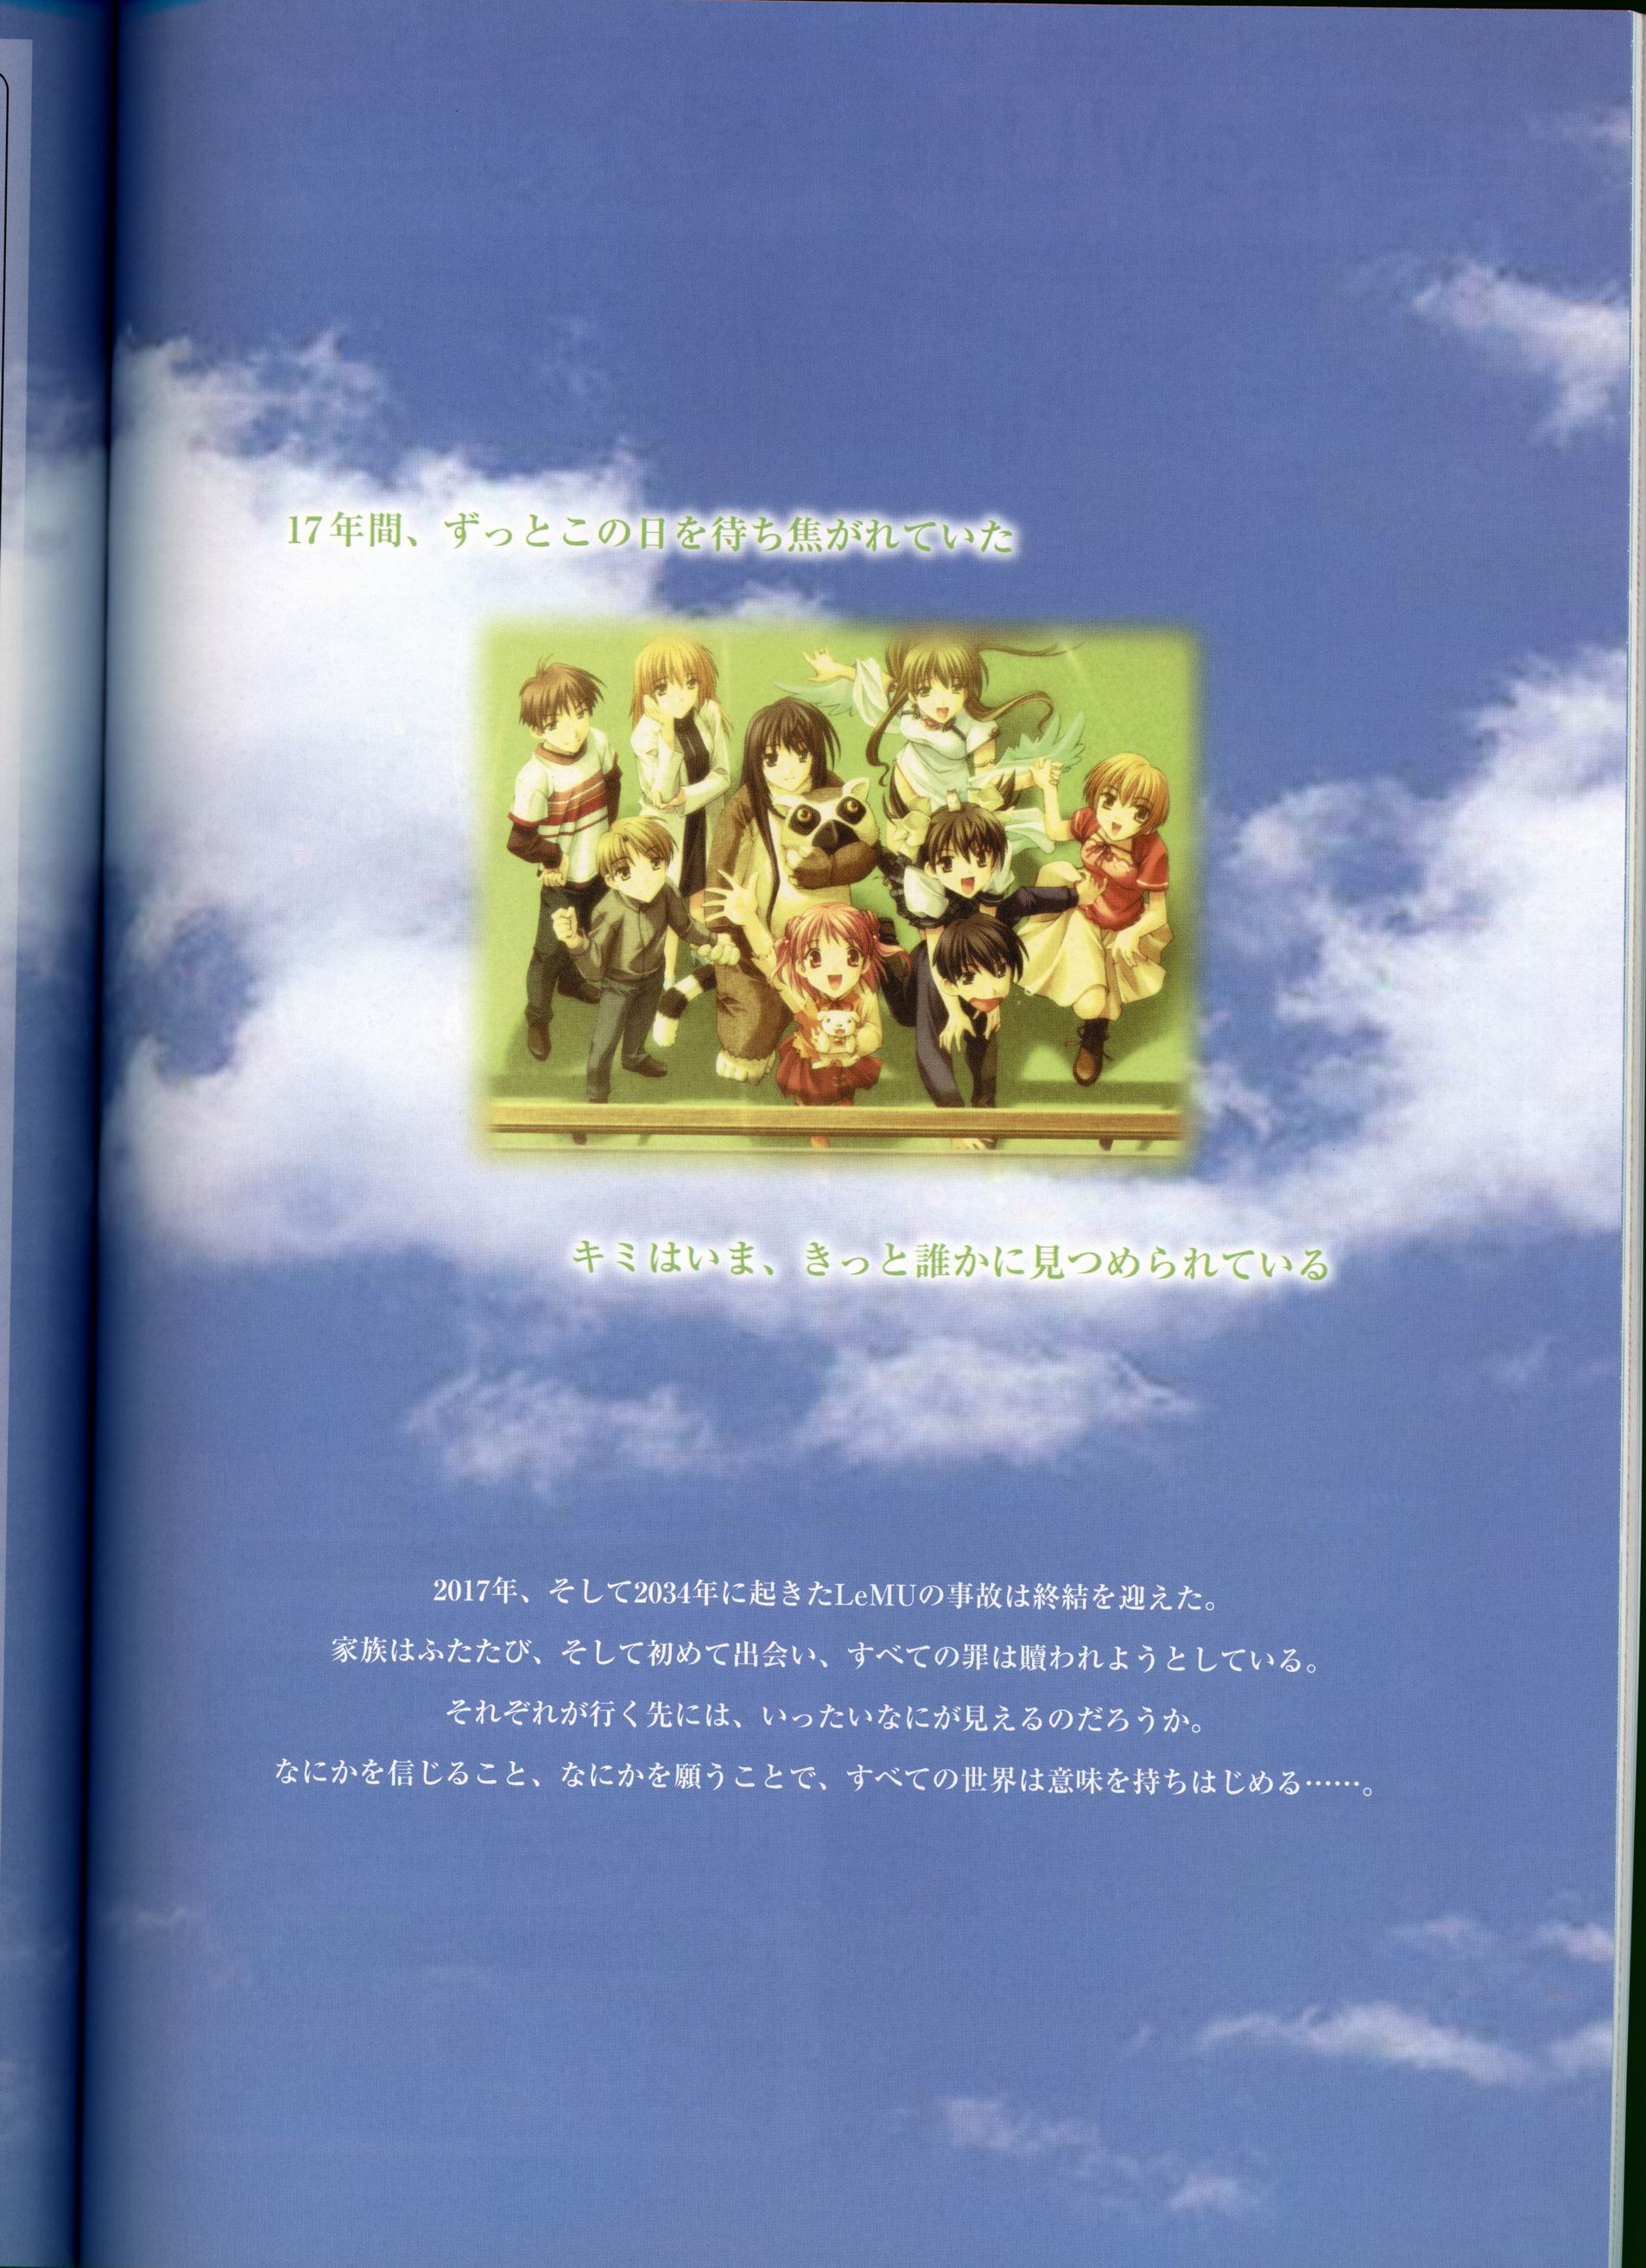 17年間、ずっとこの日を待ち焦がれていた
キミはいま、きっと誰かに見つめられている
2017年、そして2034年に起きたLeMUの事故は終結を迎えた。
家族はふたたび、そして初めて出会い、すべての罪は贖われようとしている。
それぞれが行く先には、いったいなにが見えるのだろうか。
なにかを信じること、なにかを願うことで、すべての世界は意味を持ちはじめる……。